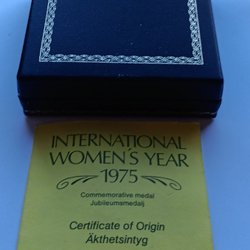 INTERNATIONAL
WOMEN'S YEAR
1975
Commemorative medal
Jubileumsmedalj
Certificate of Origin
Äkthetsintyg